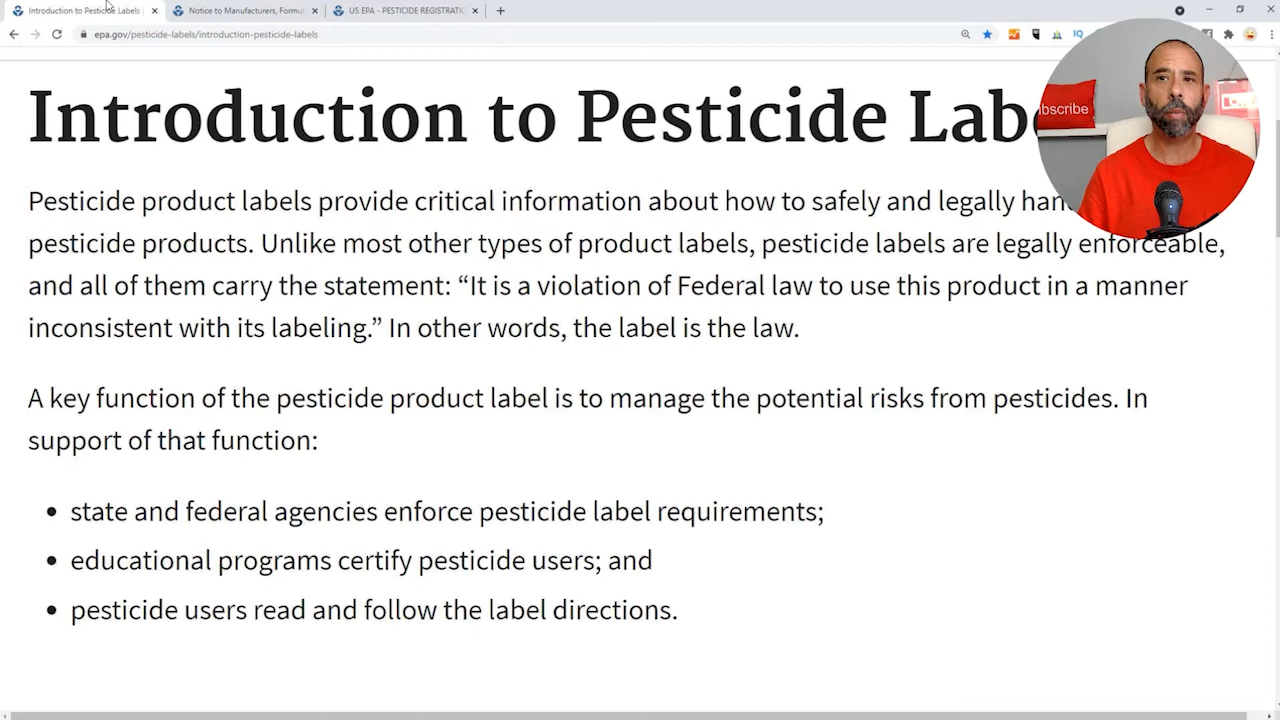 Introduction to Pesticide Labels
Notice to Manufacturers, Formul
US EPA - PESTICIDE REGISTRATIO
epa.gov/pesticide-labels/introduction-pesticide-labels
Introduction to Pesticide Lab
Subscribe
Pesticide product labels provide critical information about how to safely and legally han
pesticide products. Unlike most other types of product labels, pesticide labels are legally enforceable,
and all of them carry the statement: “It is a violation of Federal law to use this product in a manner
inconsistent with its labeling.” In other words, the label is the law.
A key function of the pesticide product label is to manage the potential risks from pesticides. In
support of that function:
• state and federal agencies enforce pesticide label requirements;
• educational programs certify pesticide users; and
• pesticide users read and follow the label directions.